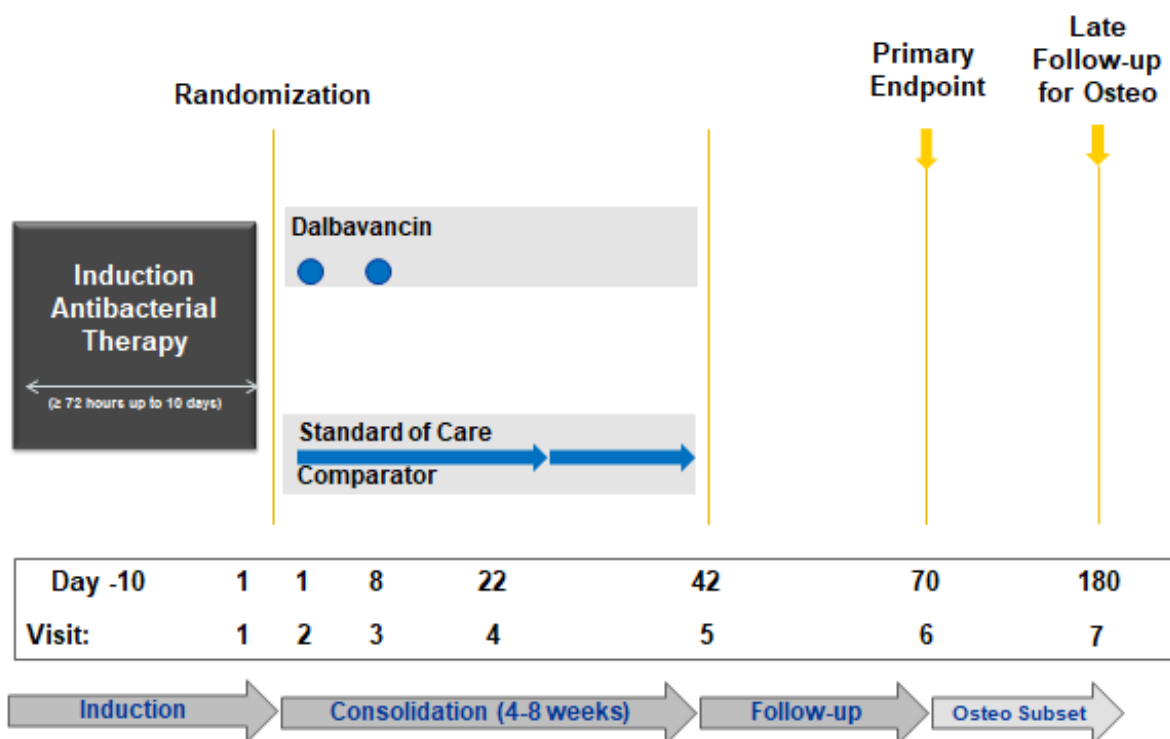 Late
Primary Follow-up
Endpoint for Osteo
Randomization
Induction
Antibacterial
Therapy
(≥ 72 hours up to 10 days)
Dalbavancin
Standard of Care
Comparator
Day -10 1 1 8 22 42 70 180
Visit: 1 2 3 4 5 6 7
Induction Consolidation (4-8 weeks) Follow-up Osteo Subset